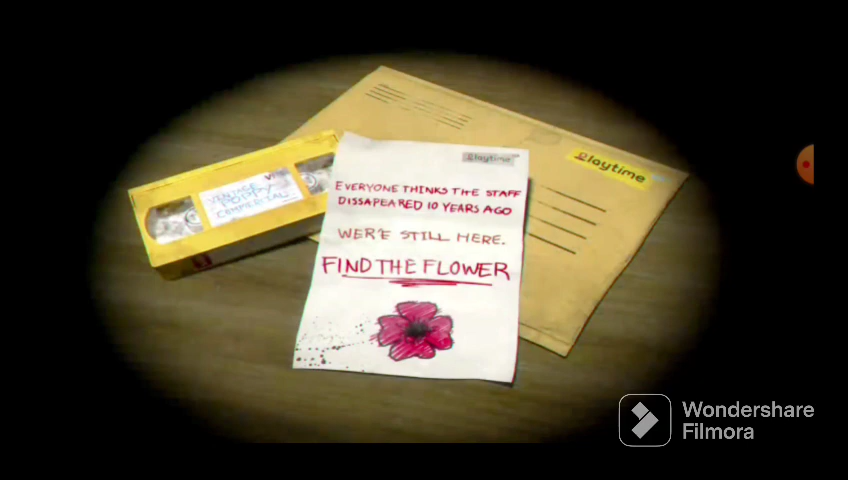 Playtime
VINTAGE
POPPY
COMMERCIAL
Playtime
EVERYONE THINKS THE STAFF
DISSAPEARED 10 YEARS AGO
WE'RE STILL HERE.
FIND THE FLOWER
Wondershare
Filmora